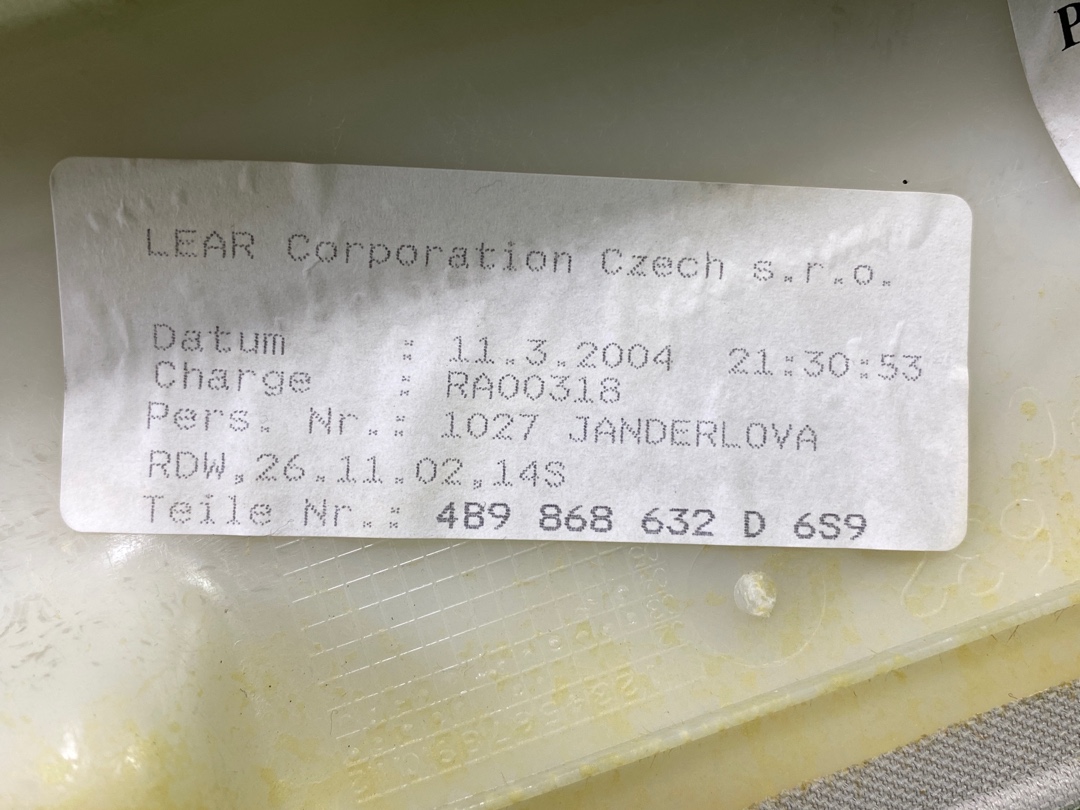 LEAR Corporation Czech s.r.o.
Datum : 11.3.2004 21:30:53
Charge : RA00318
Pers. Nr.: 1027 JANDERLOVA
RDW,26.11.02,14S
Teile Nr.: 4B9 868 632 D 6S9